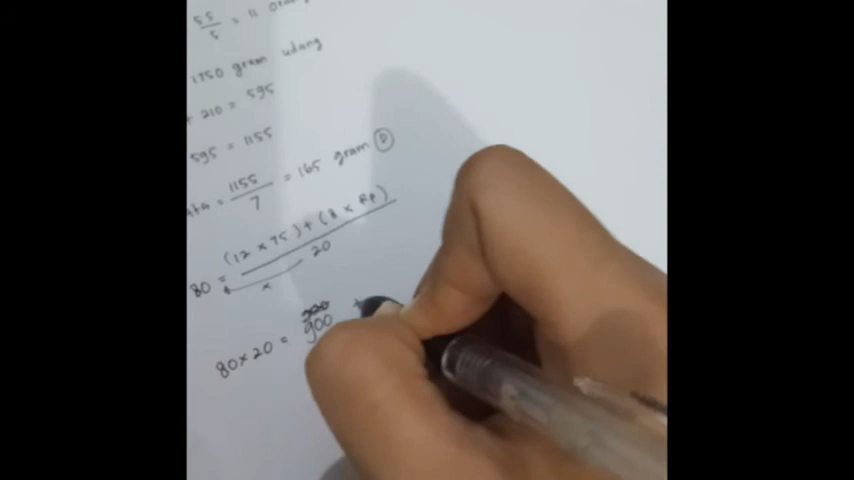 55/5 = 11
1750 gram udang
+ 210 = 595
595 = 1155
= 1155/7 = 165 gram (D)
80 = (12 x 75) + (8 x Rp) / 20
x
80 x 20 = 900 +